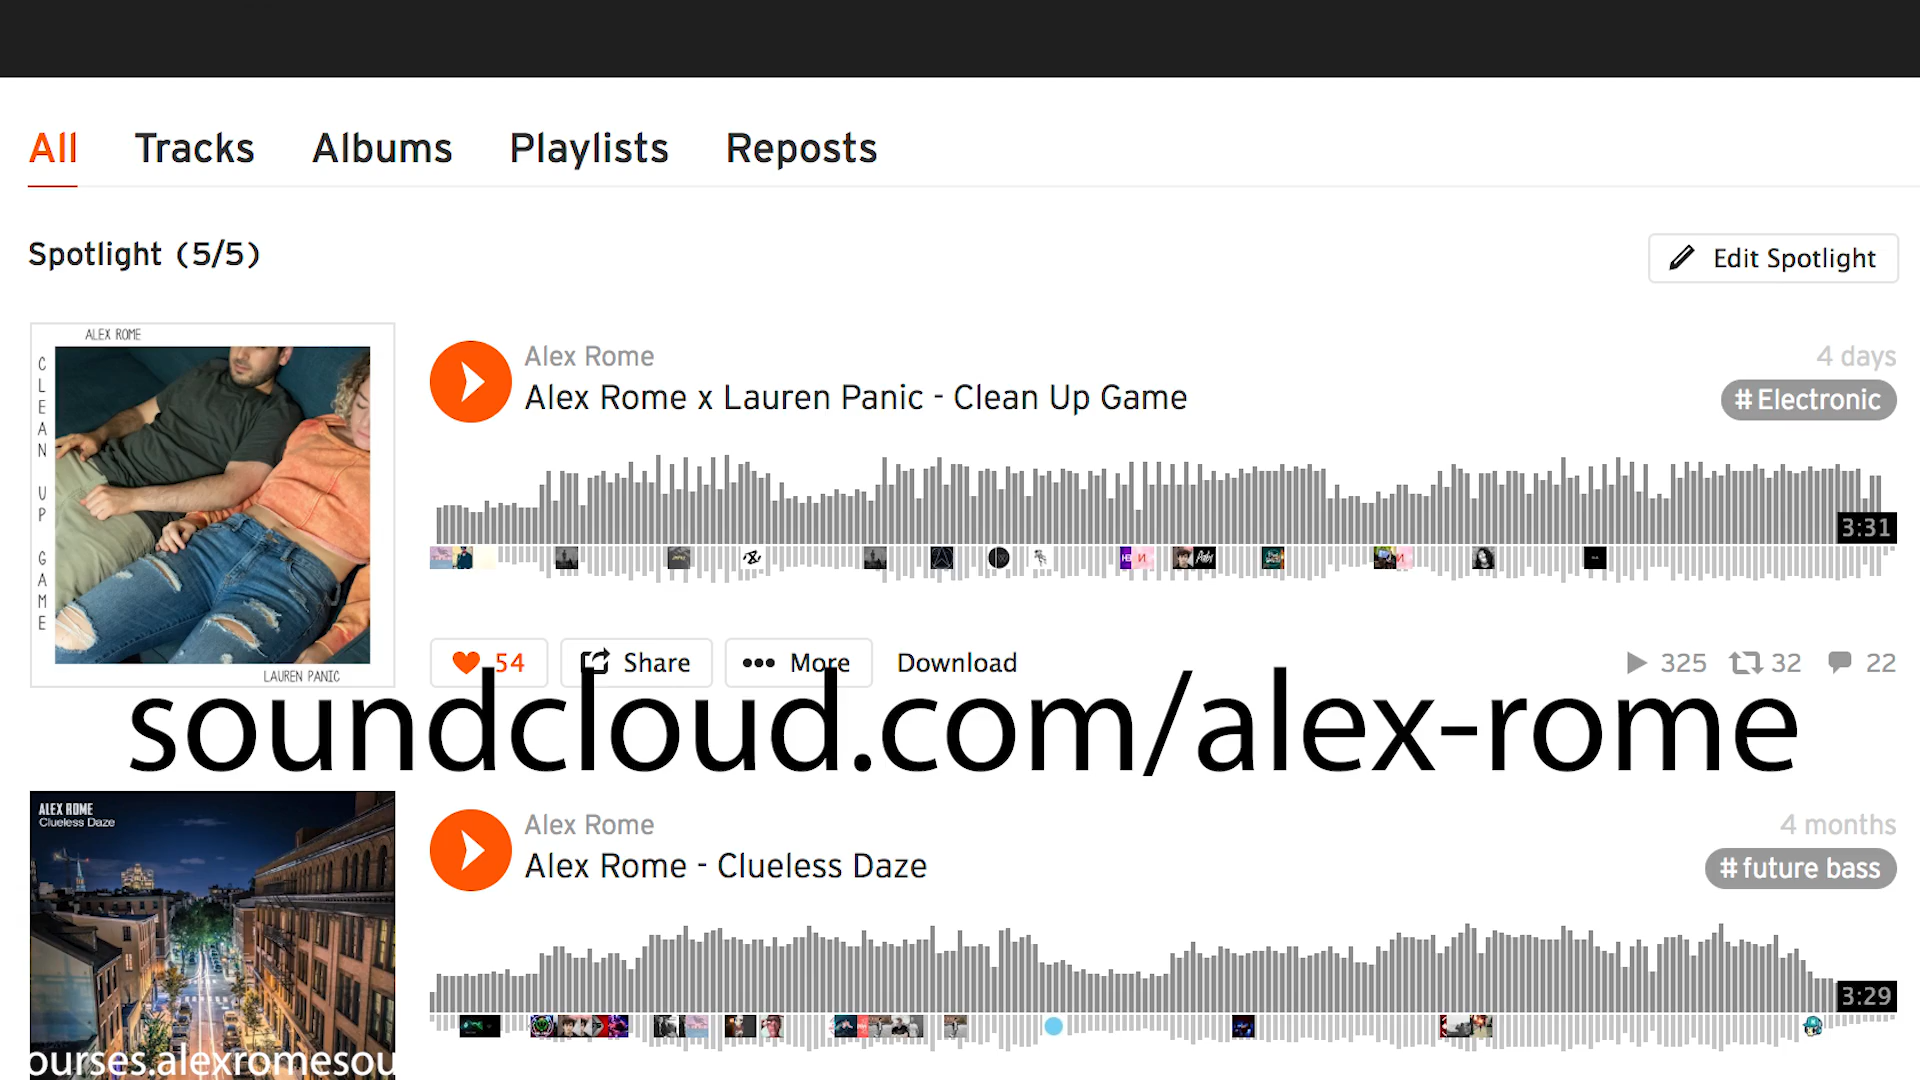 All Tracks Albums Playlists Reposts
Spotlight (5/5)
Edit Spotlight
ALEX ROME
CLEAN UP GAME
LAUREN PANIC
Alex Rome
4 days
Alex Rome x Lauren Panic - Clean Up Game
# Electronic
3:31
54 Share More Download 325 32 22
soundcloud.com/alex-rome
ALEX ROME
Clueless Daze
Alex Rome
4 months
Alex Rome - Clueless Daze
# future bass
3:29
ourses.alexromesou